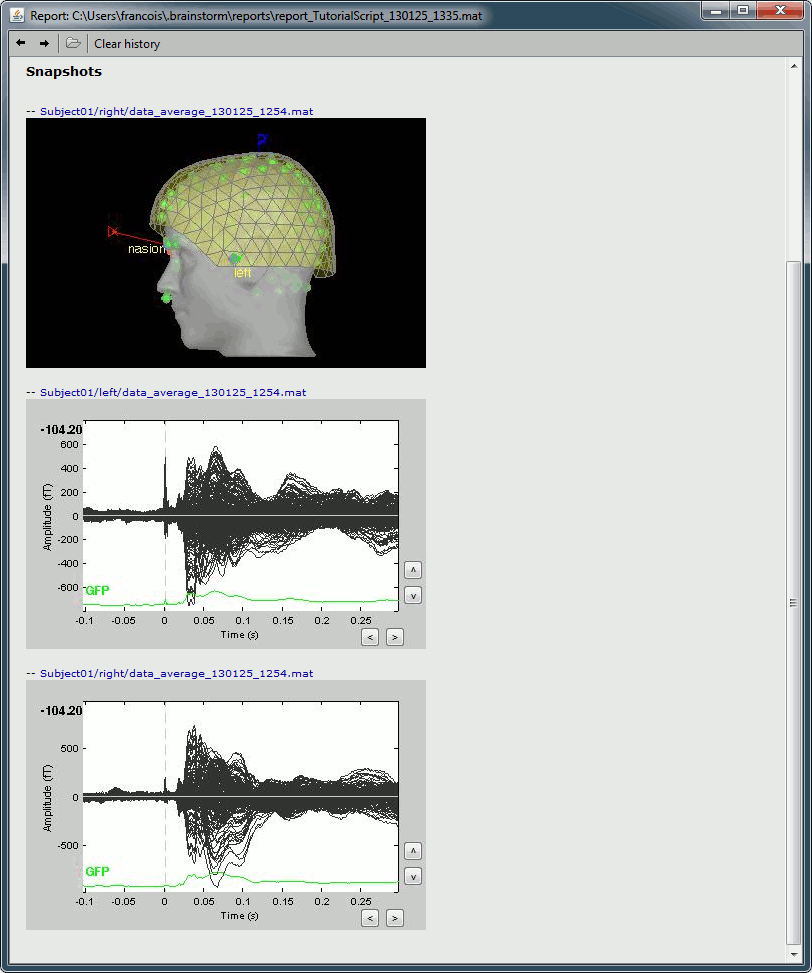 Report: C:\Users\francois\.brainstorm\reports\report_TutorialScript_130125_1335.mat
Clear history
Snapshots
-- Subject01/right/data_average_130125_1254.mat
nasion
left
-- Subject01/left/data_average_130125_1254.mat
-104.20
600
400
200
0
-200
-400
-600
Amplitude (fT)
GFP
-0.1 -0.05 0 0.05 0.1 0.15 0.2 0.25
Time (s)
-- Subject01/right/data_average_130125_1254.mat
-104.20
500
0
-500
Amplitude (fT)
GFP
-0.1 -0.05 0 0.05 0.1 0.15 0.2 0.25
Time (s)